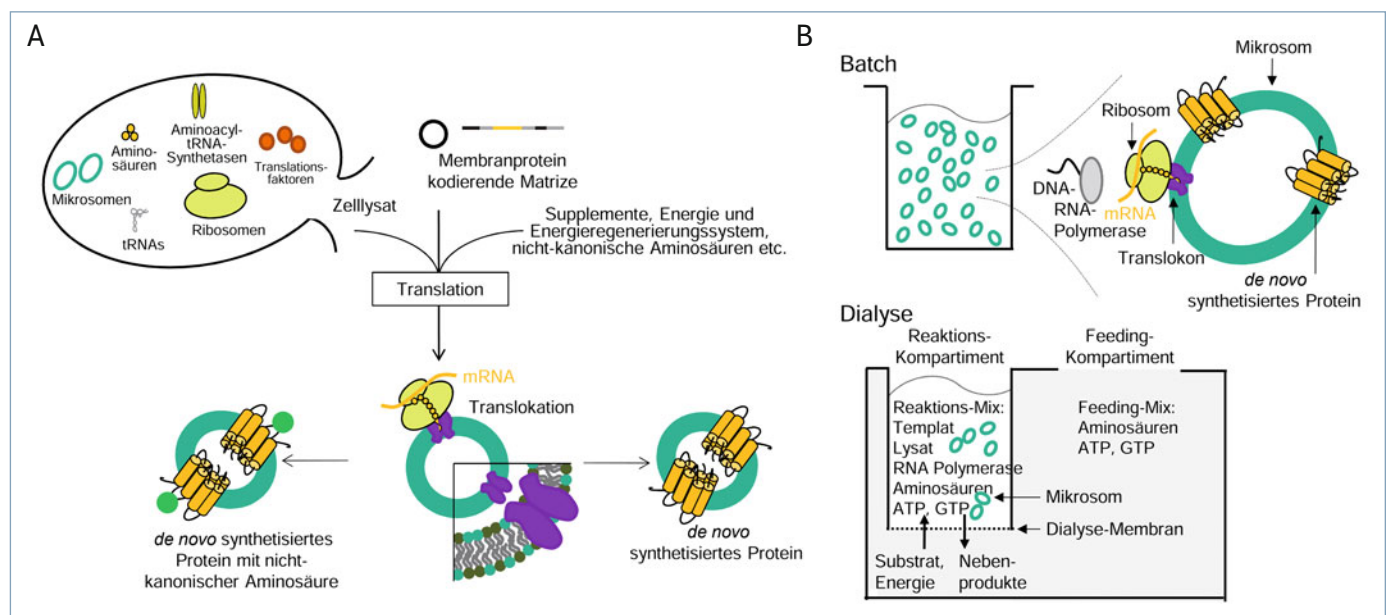 A
Aminoacyl-
tRNA-
Synthetasen
Amino-
säuren
Translations-
faktoren
Mikrosomen
tRNAs
Ribosomen
Zelllysat
Membranprotein
kodierende Matrize
Supplemente, Energie und
Energieregenerierungssystem,
nicht-kanonische Aminosäuren etc.
Translation
mRNA
Translokation
de novo synthetisiertes
Protein mit nicht-
kanonischer Aminosäure
de novo
synthetisiertes Protein
B
Batch
Mikrosom
Ribosom
DNA-
RNA-
Polymerase
mRNA
Translokon
de novo
synthetisiertes Protein
Dialyse
Reaktions-
Kompartiment
Feeding-
Kompartiment
Reaktions-Mix:
Templat
Lysat
RNA Polymerase
Aminosäuren
ATP, GTP
Feeding-Mix:
Aminosäuren
ATP, GTP
Mikrosom
Dialyse-Membran
Substrat,
Energie
Neben-
produkte